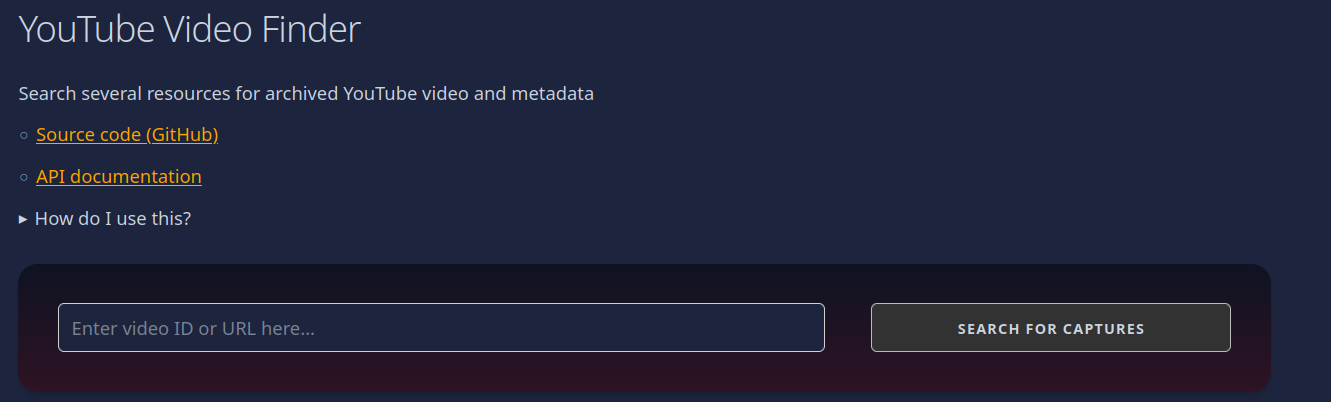 YouTube Video Finder
Search several resources for archived YouTube video and metadata
Source code (GitHub)
API documentation
How do I use this?
Enter video ID or URL here...
SEARCH FOR CAPTURES